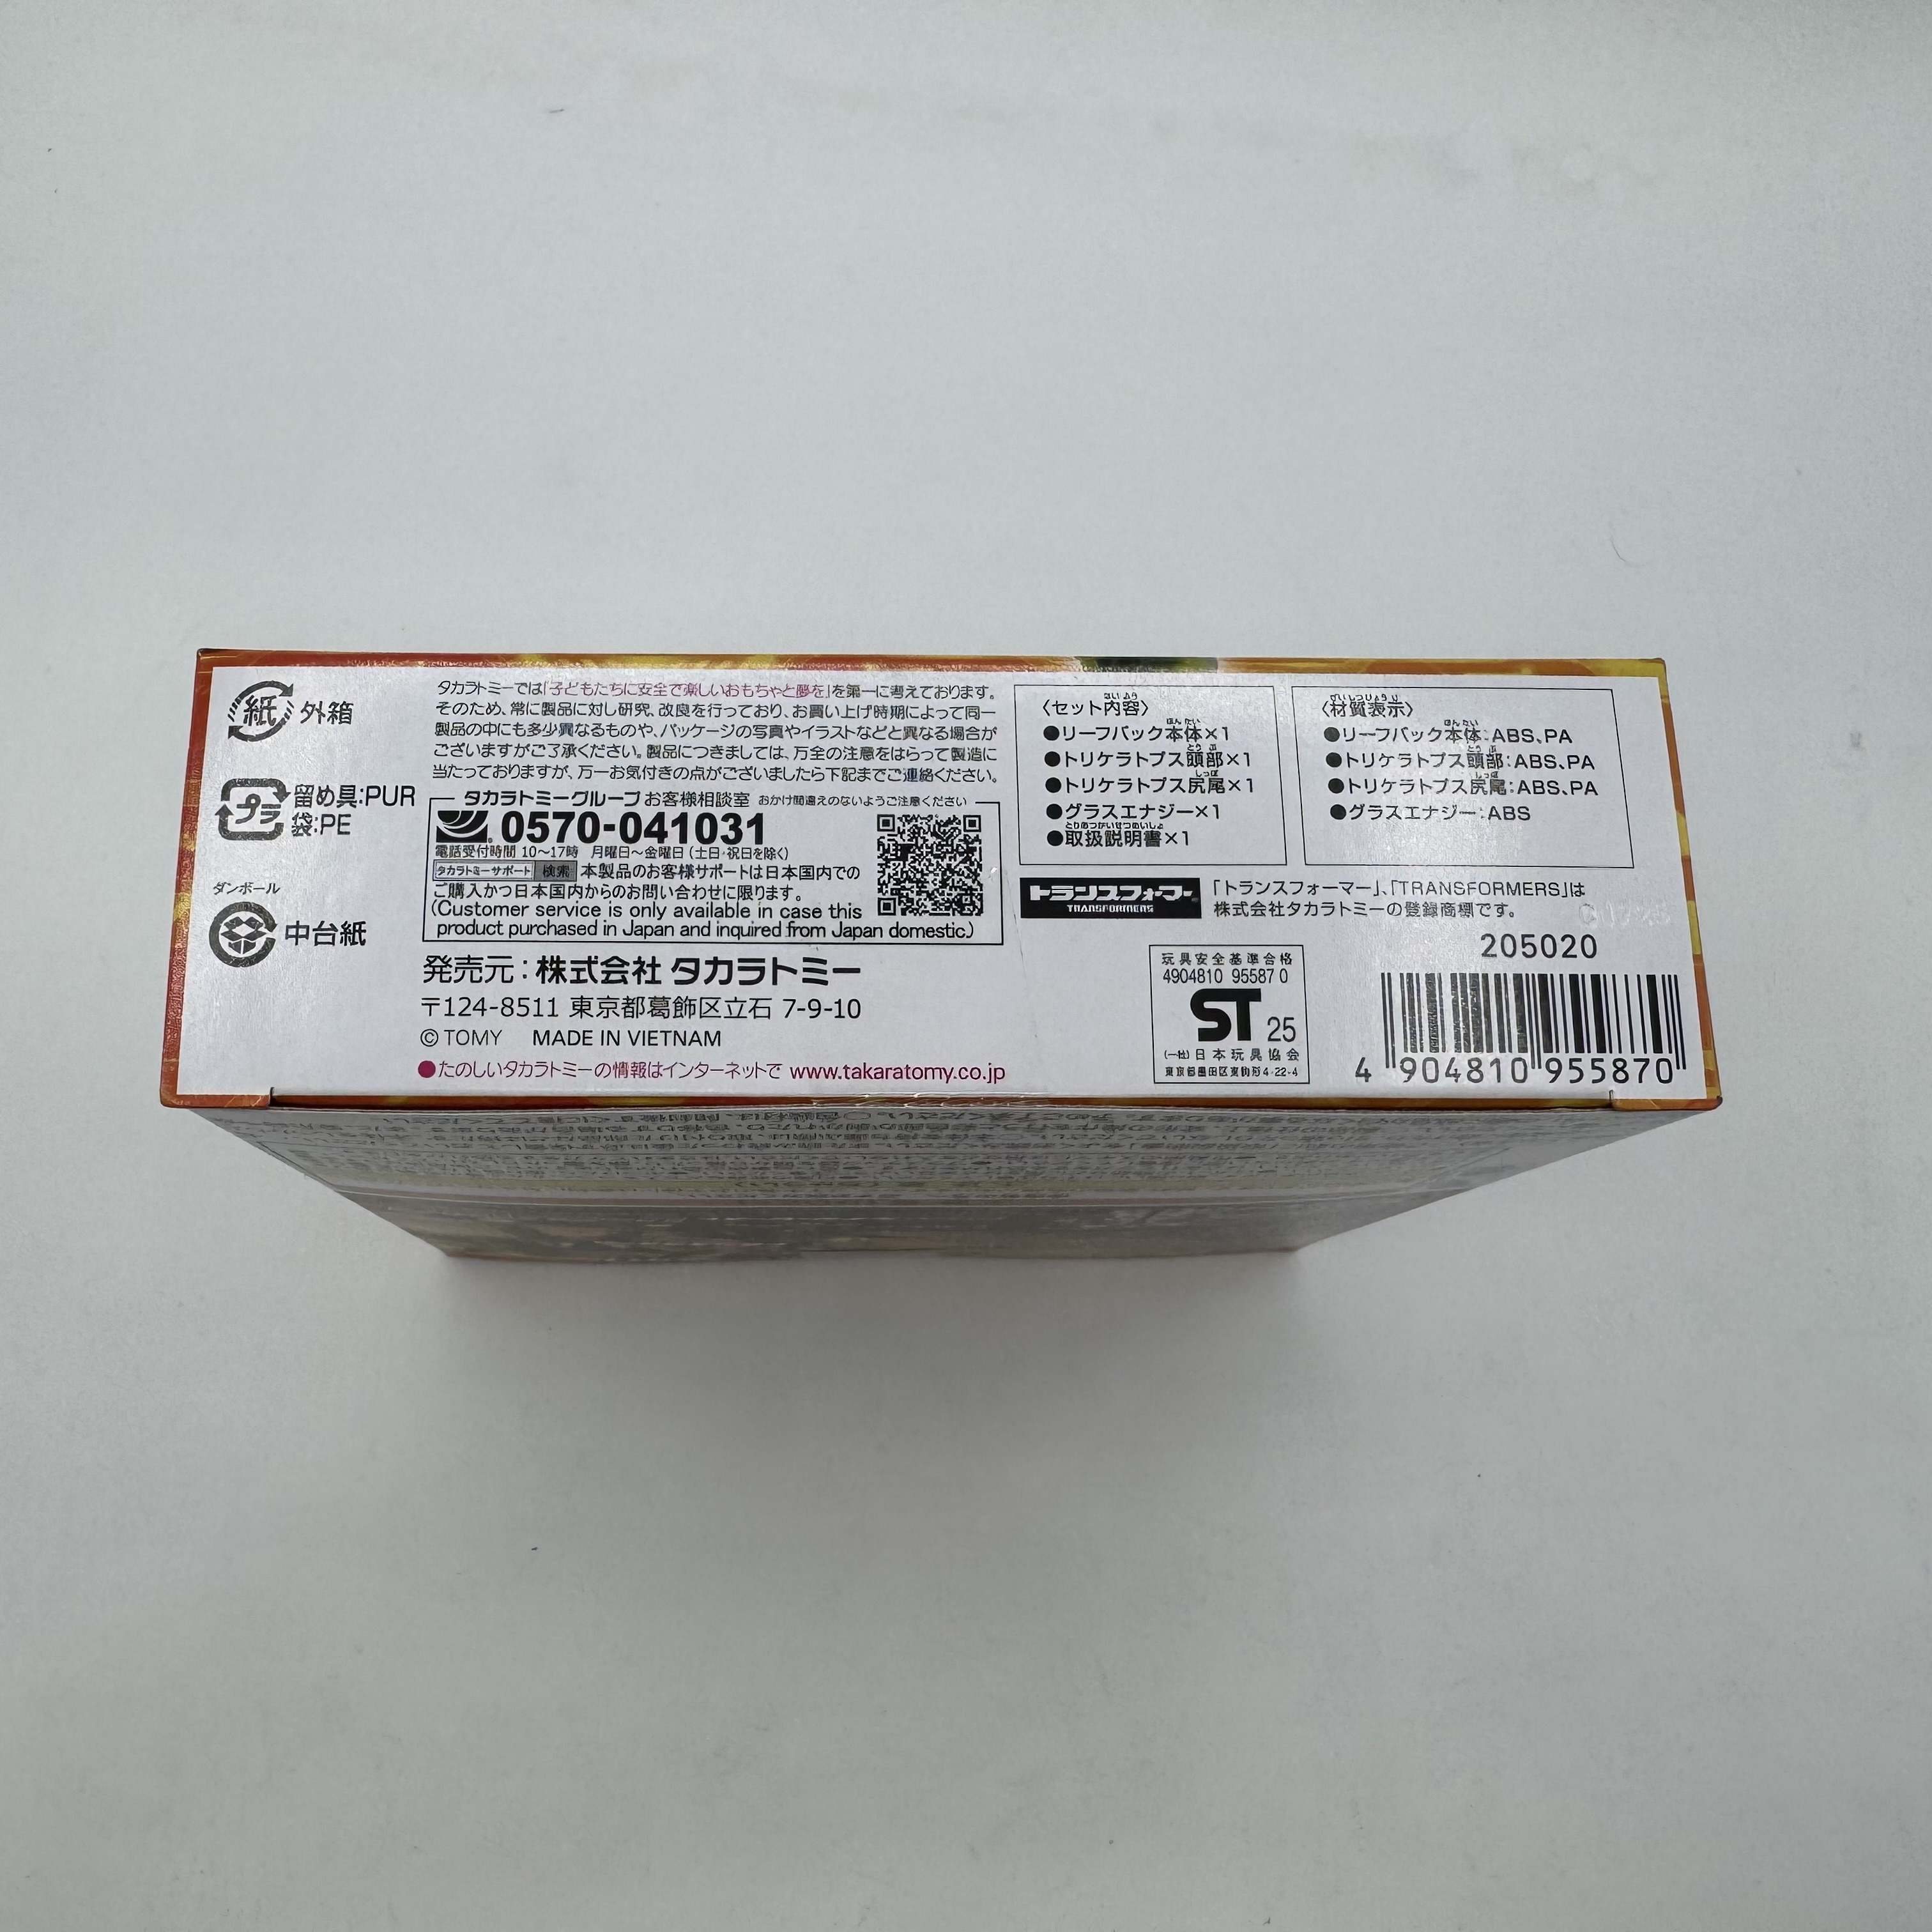 紙 外箱
プラ 留め具:PUR
袋:PE
ダンボール
中台紙
タカラトミーでは「子どもたちに安全で楽しいおもちゃと夢を」を第一に考えております。
そのため、常に製品に対し研究、改良を行っており、お買い上げ時期によって同一
製品の中にも多少異なるものや、パッケージの写真やイラストなどと異なる場合が
ございますがご了承ください。製品につきましては、万全の注意をはらって製造に
当たっておりますが、万一お気付きの点がございましたら下記までご連絡ください。
タカラトミーグループ お客様相談室 おかけ間違えのないようご注意ください
0570-041031
電話受付時間 10〜17時 月曜日〜金曜日(土日・祝日を除く)
タカラトミーサポート 検索 本製品のお客様サポートは日本国内での
ご購入かつ日本国内からのお問い合わせに限ります。
(Customer service is only available in case this
product purchased in Japan and inquired from Japan domestic.)
発売元:株式会社 タカラトミー
〒124-8511 東京都葛飾区立石 7-9-10
© TOMY MADE IN VIETNAM
●たのしいタカラトミーの情報はインターネットで www.takaratomy.co.jp
〈セット内容〉
●リーフバック本体×1
●トリケラトプス頭部×1
●トリケラトプス尻尾×1
●グラスエナジー×1
●取扱説明書×1
〈材質表示〉
●リーフバック本体:ABS、PA
●トリケラトプス頭部:ABS、PA
●トリケラトプス尻尾:ABS、PA
●グラスエナジー:ABS
トランスフォーマー
TRANSFORMERS
「トランスフォーマー」、「TRANSFORMERS」は
株式会社タカラトミーの登録商標です。
205020
玩具安全基準合格
4904810 95587 0
ST 25
(一社)日本玩具協会
東京都墨田区東駒形4-22-4
4 904810 955870